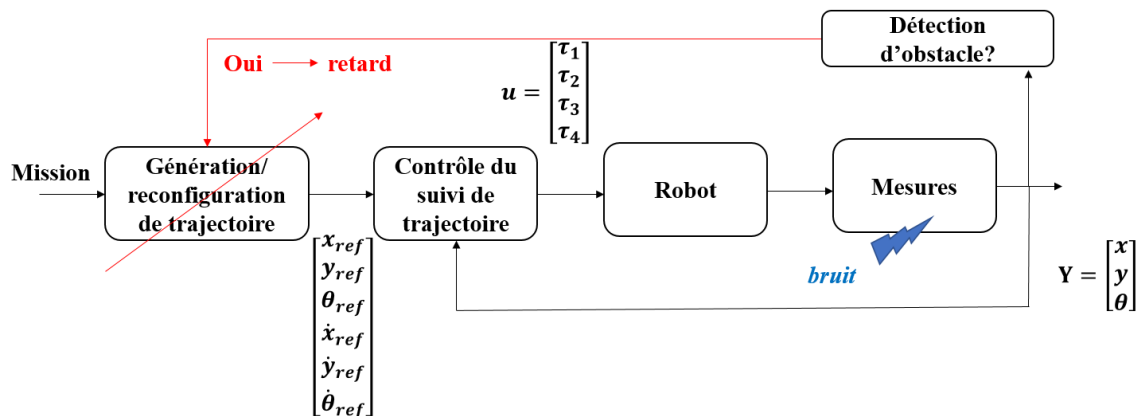 Détection
d'obstacle?
Oui → retard
u = [τ₁
τ₂
τ₃
τ₄]
Mission
Génération/
reconfiguration
de trajectoire
Contrôle du
suivi de
trajectoire
Robot
Mesures
bruit
[x_ref
y_ref
θ_ref
ẋ_ref
ẏ_ref
θ̇_ref]
Y = [x
y
θ]